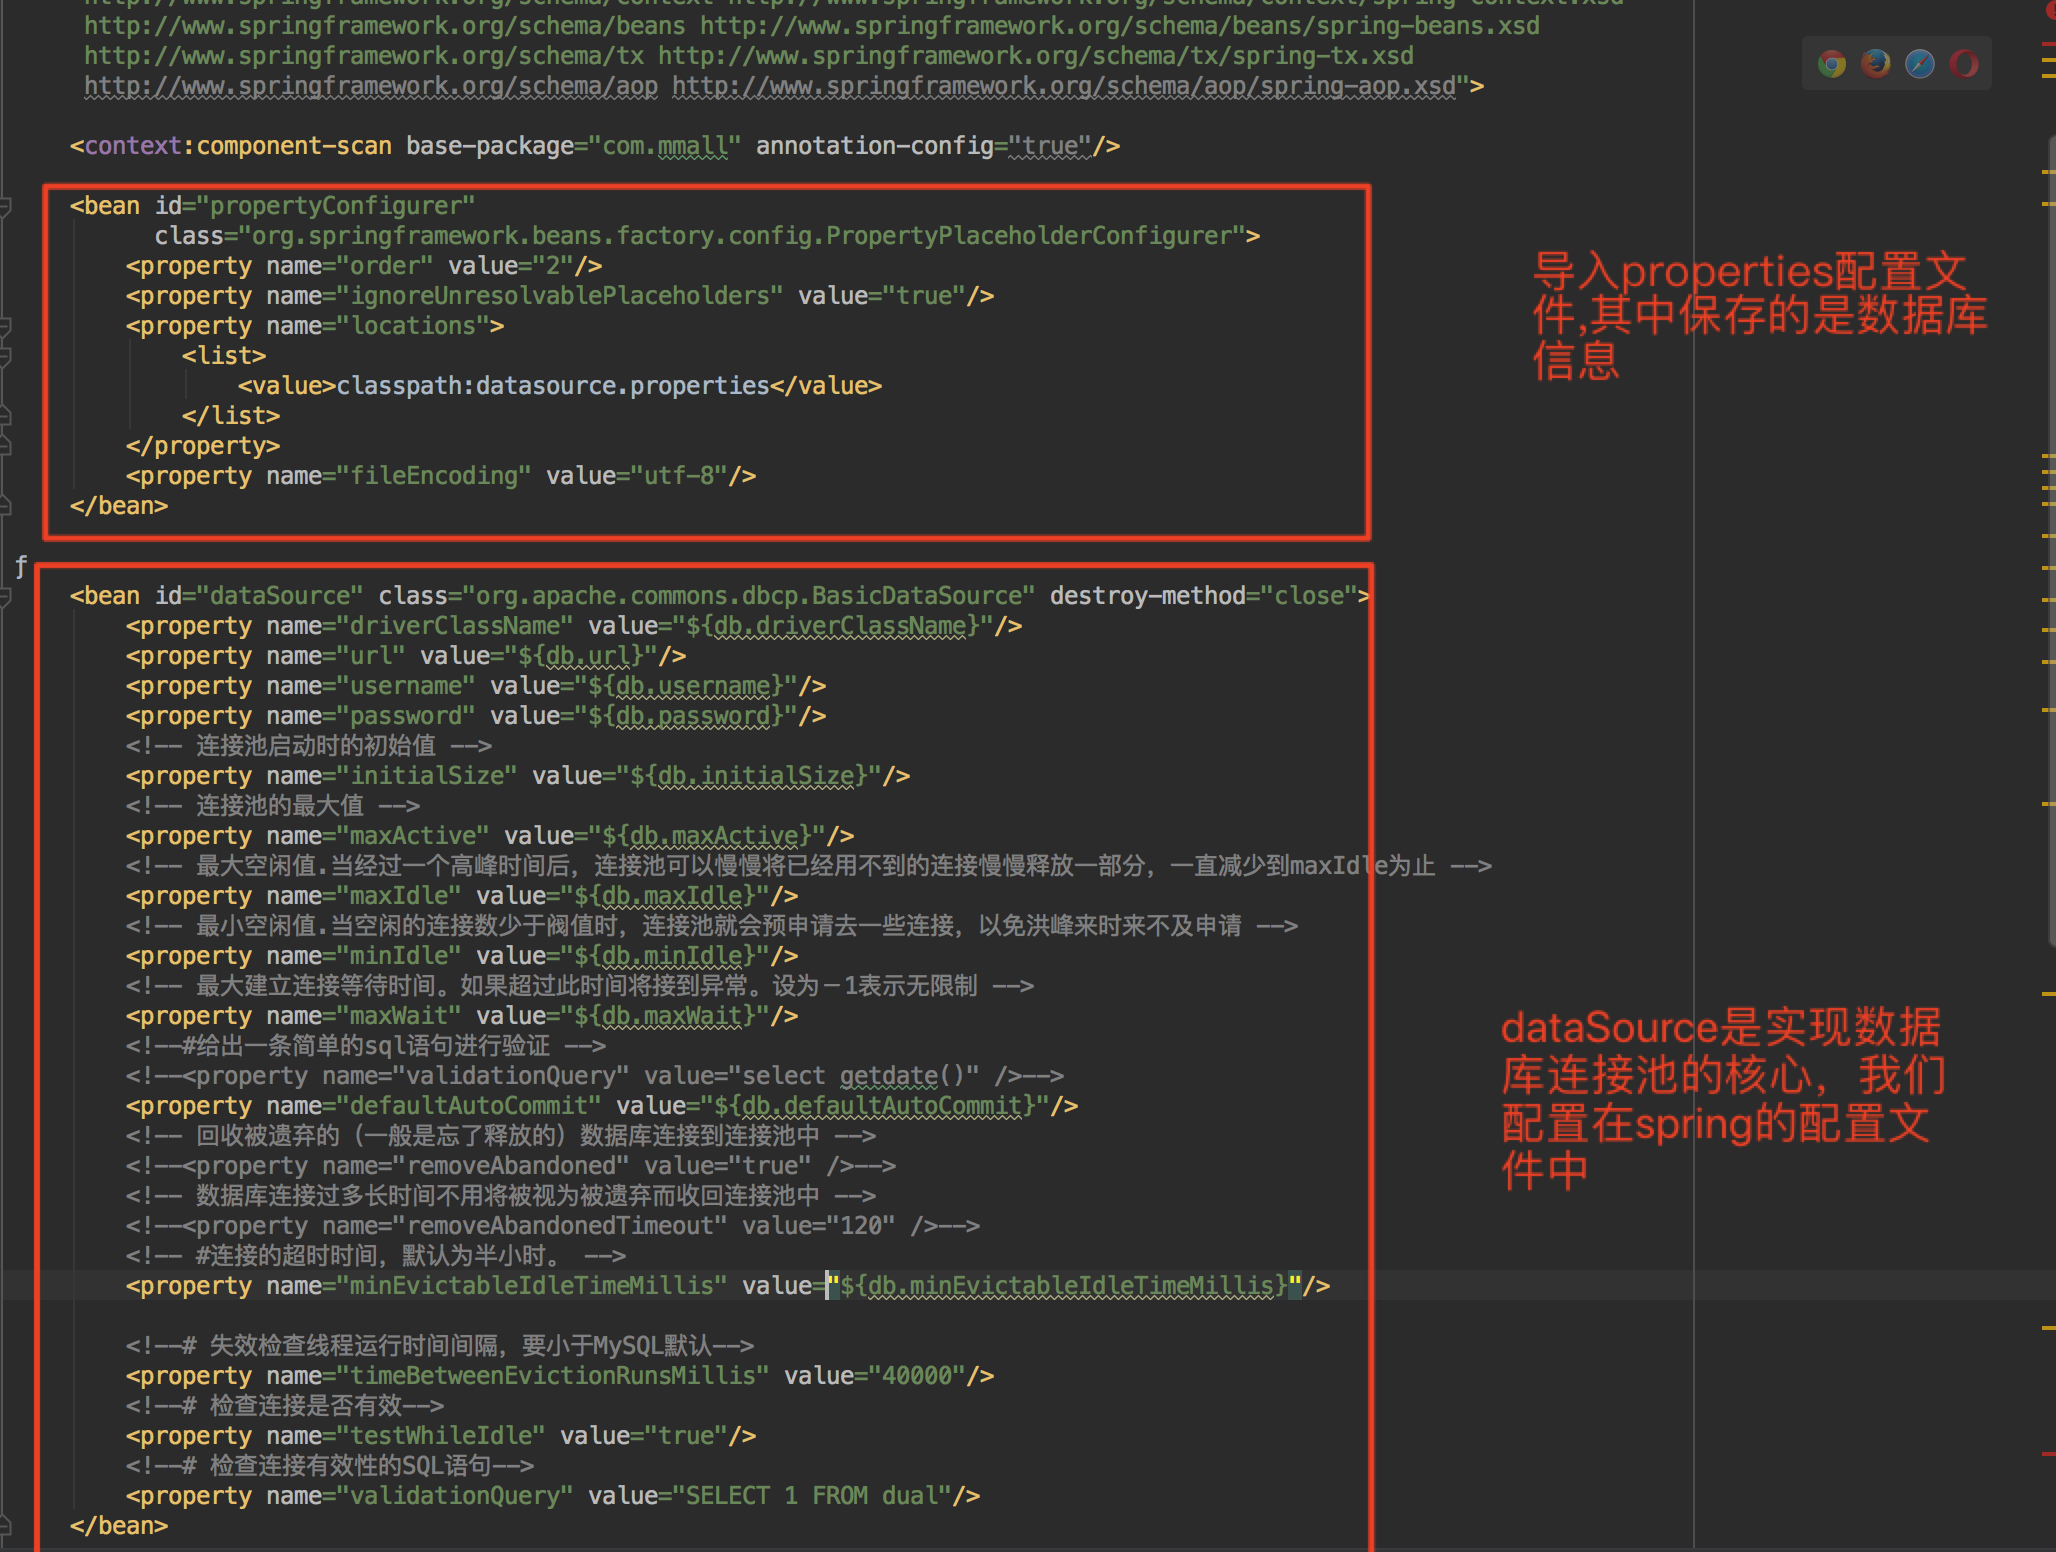 http://www.springframework.org/schema/context http://www.springframework.org/schema/context/spring-context.xsd
http://www.springframework.org/schema/beans http://www.springframework.org/schema/beans/spring-beans.xsd
http://www.springframework.org/schema/tx http://www.springframework.org/schema/tx/spring-tx.xsd
http://www.springframework.org/schema/aop http://www.springframework.org/schema/aop/spring-aop.xsd">
<context:component-scan base-package="com.mmall" annotation-config="true"/>
<bean id="propertyConfigurer"
class="org.springframework.beans.factory.config.PropertyPlaceholderConfigurer">
<property name="order" value="2"/>
<property name="ignoreUnresolvablePlaceholders" value="true"/>
<property name="locations">
<list>
<value>classpath:datasource.properties</value>
</list>
</property>
<property name="fileEncoding" value="utf-8"/>
</bean>
导入properties配置文
件,其中保存的是数据库
信息
<bean id="dataSource" class="org.apache.commons.dbcp.BasicDataSource" destroy-method="close">
<property name="driverClassName" value="${db.driverClassName}"/>
<property name="url" value="${db.url}"/>
<property name="username" value="${db.username}"/>
<property name="password" value="${db.password}"/>
<!-- 连接池启动时的初始值 -->
<property name="initialSize" value="${db.initialSize}"/>
<!-- 连接池的最大值 -->
<property name="maxActive" value="${db.maxActive}"/>
<!-- 最大空闲值.当经过一个高峰时间后，连接池可以慢慢将已经用不到的连接慢慢释放一部分，一直减少到maxIdle为止 -->
<property name="maxIdle" value="${db.maxIdle}"/>
<!-- 最小空闲值.当空闲的连接数少于阀值时，连接池就会预申请去一些连接，以免洪峰来时来不及申请 -->
<property name="minIdle" value="${db.minIdle}"/>
<!-- 最大建立连接等待时间。如果超过此时间将接到异常。设为－1表示无限制 -->
<property name="maxWait" value="${db.maxWait}"/>
<!--#给出一条简单的sql语句进行验证 -->
<!--<property name="validationQuery" value="select getdate()" />-->
<property name="defaultAutoCommit" value="${db.defaultAutoCommit}"/>
<!-- 回收被遗弃的（一般是忘了释放的）数据库连接到连接池中 -->
<!--<property name="removeAbandoned" value="true" />-->
<!-- 数据库连接过多长时间不用将被视为被遗弃而收回连接池中 -->
<!--<property name="removeAbandonedTimeout" value="120" />-->
<!-- #连接的超时时间，默认为半小时。 -->
<property name="minEvictableIdleTimeMillis" value="${db.minEvictableIdleTimeMillis}"/>
<!--# 失效检查线程运行时间间隔，要小于MySQL默认-->
<property name="timeBetweenEvictionRunsMillis" value="40000"/>
<!--# 检查连接是否有效-->
<property name="testWhileIdle" value="true"/>
<!--# 检查连接有效性的SQL语句-->
<property name="validationQuery" value="SELECT 1 FROM dual"/>
</bean>
dataSource是实现数据
库连接池的核心，我们
配置在spring的配置文
件中